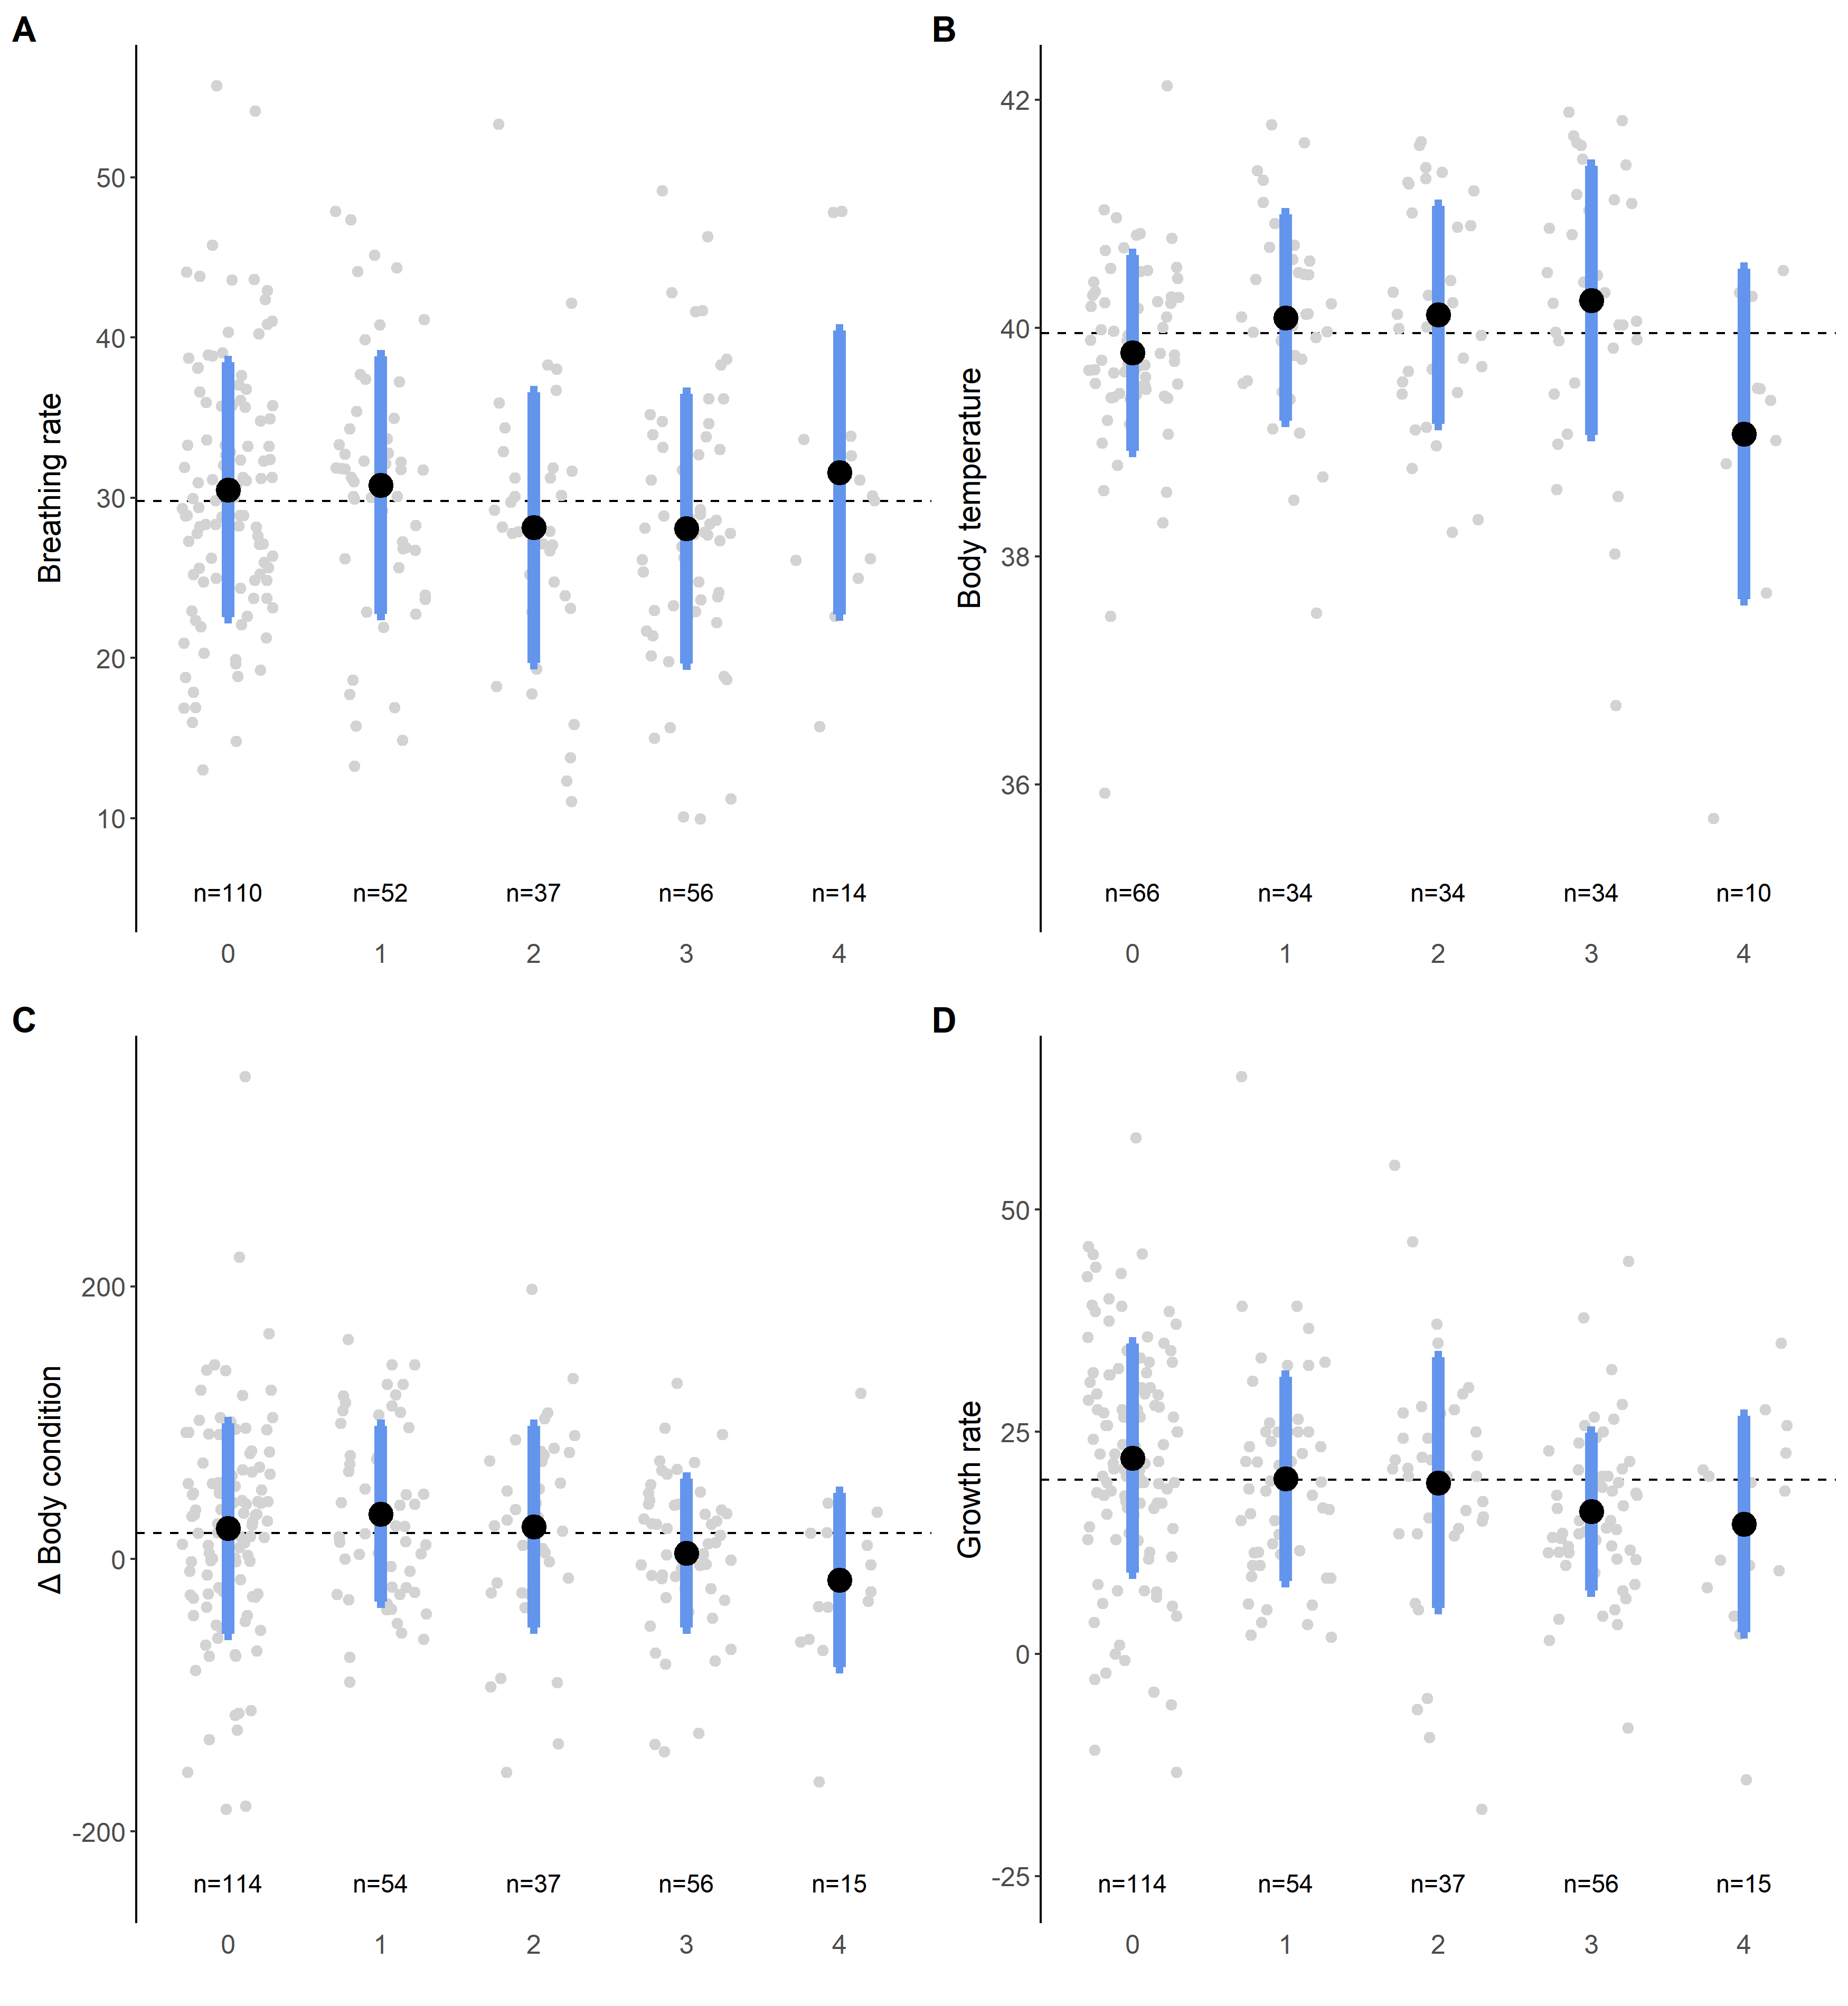 A
Breathing rate
50
40
30
20
10
n=110 n=52 n=37 n=56 n=14
0 1 2 3 4
B
Body temperature
42
40
38
36
n=66 n=34 n=34 n=34 n=10
0 1 2 3 4
C
Δ Body condition
200
0
-200
n=114 n=54 n=37 n=56 n=15
0 1 2 3 4
D
Growth rate
50
25
0
-25
n=114 n=54 n=37 n=56 n=15
0 1 2 3 4